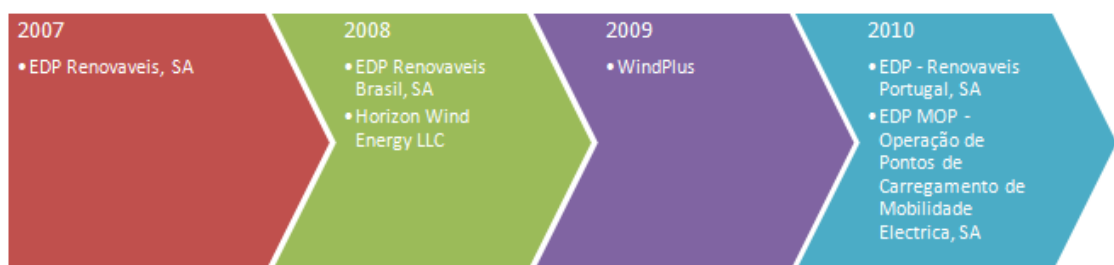 2007
•EDP Renovaveis, SA
2008
•EDP Renovaveis
Brasil, SA
•Horizon Wind
Energy LLC
2009
•WindPlus
2010
•EDP - Renovaveis
Portugal, SA
•EDP MOP -
Operação de
Pontos de
Carregamento de
Mobilidade
Electrica, SA